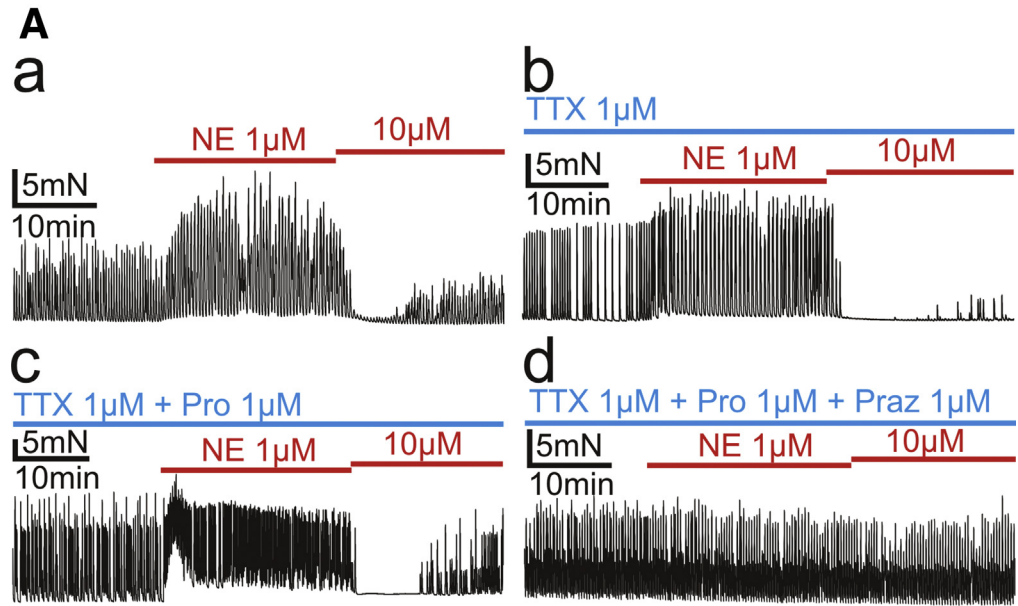 A
a
NE 1µM
10µM
5mN
10min
b
TTX 1µM
NE 1µM
10µM
5mN
10min
c
TTX 1µM + Pro 1µM
NE 1µM
10µM
5mN
10min
d
TTX 1µM + Pro 1µM + Praz 1µM
NE 1µM
10µM
5mN
10min